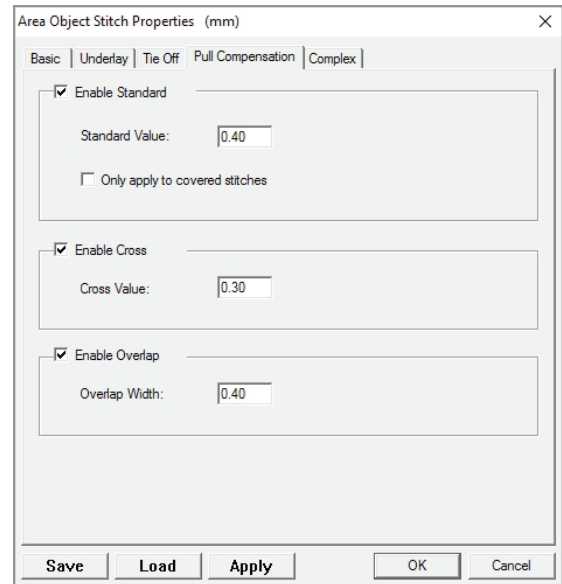 Area Object Stitch Properties (mm)
Basic Underlay Tie Off Pull Compensation Complex
Enable Standard
Standard Value: 0.40
Only apply to covered stitches
Enable Cross
Cross Value: 0.30
Enable Overlap
Overlap Width: 0.40
Save Load Apply OK Cancel